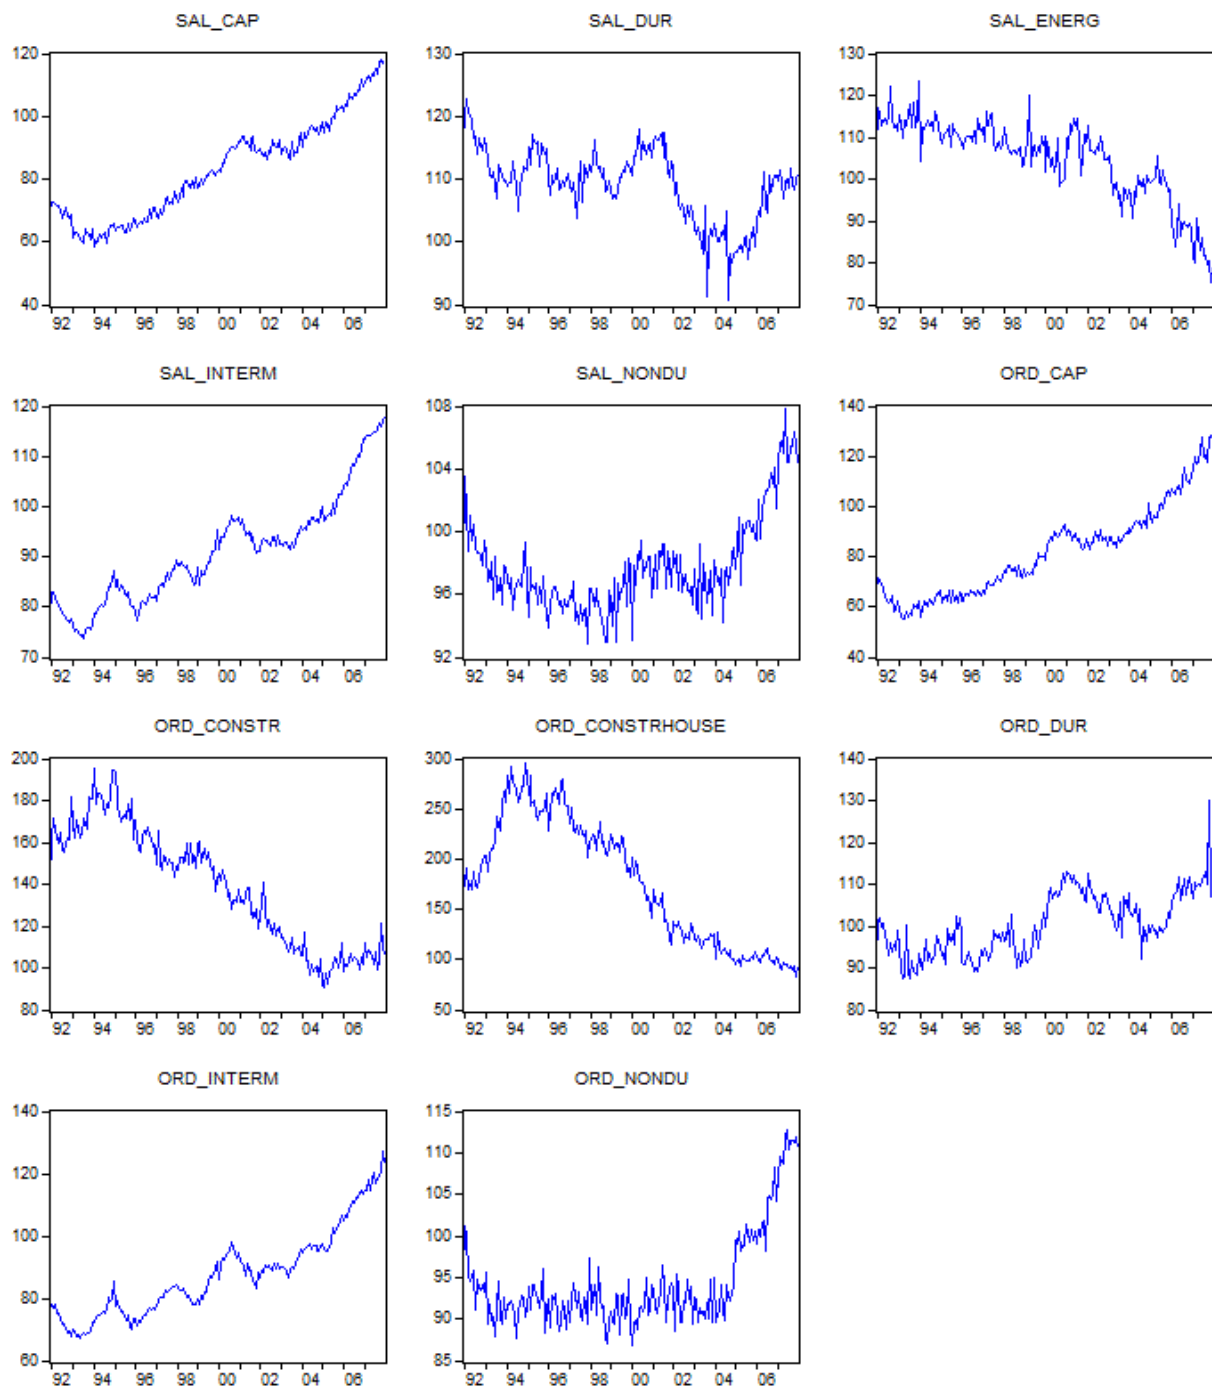 SAL_CAP SAL_DUR SAL_ENERG
120 100 80 60 40 130 120 110 100 90 130 120 110 100 90 80 70
92 94 96 98 00 02 04 06 92 94 96 98 00 02 04 06 92 94 96 98 00 02 04 06
SAL_INTERM SAL_NONDU ORD_CAP
120 110 100 90 80 70 108 104 100 96 92 140 120 100 80 60 40
92 94 96 98 00 02 04 06 92 94 96 98 00 02 04 06 92 94 96 98 00 02 04 06
ORD_CONSTR ORD_CONSTRHOUSE ORD_DUR
200 180 160 140 120 100 80 300 250 200 150 100 50 140 130 120 110 100 90 80
92 94 96 98 00 02 04 06 92 94 96 98 00 02 04 06 92 94 96 98 00 02 04 06
ORD_INTERM ORD_NONDU
140 120 100 80 60 115 110 105 100 95 90 85
92 94 96 98 00 02 04 06 92 94 96 98 00 02 04 06